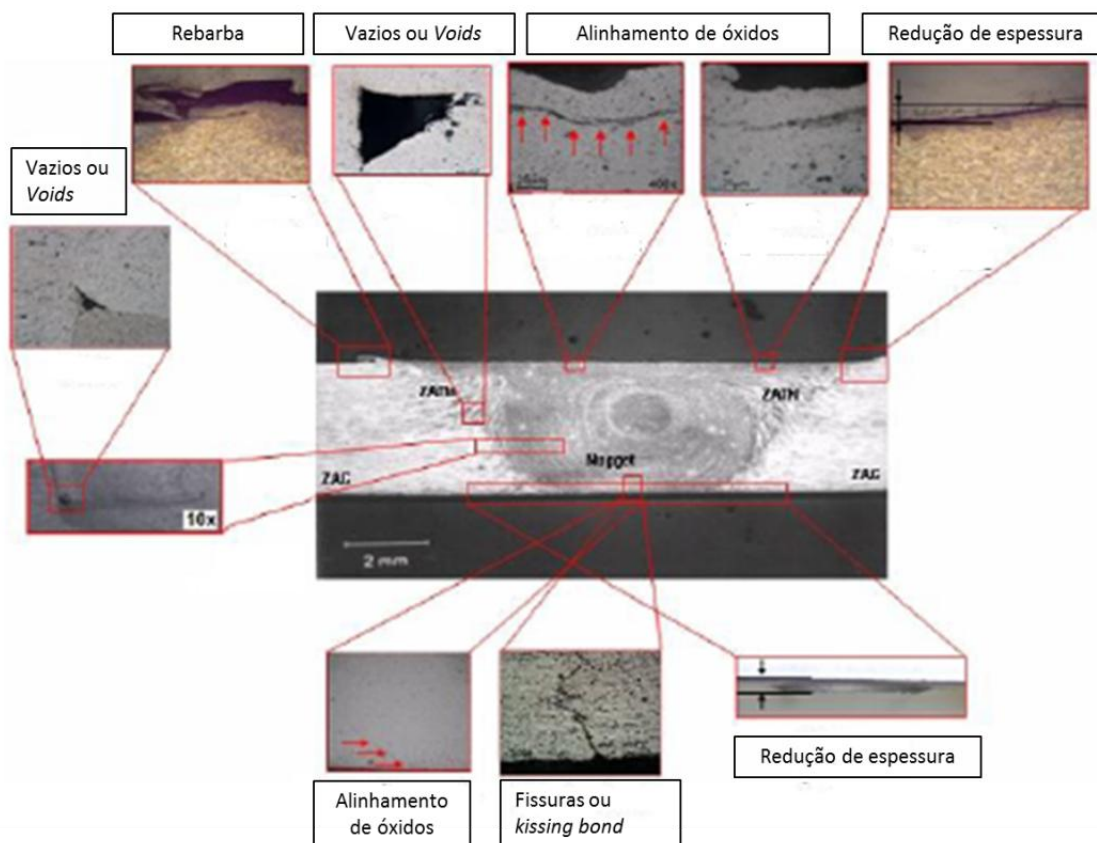 Rebarba
Vazios ou Voids
Alinhamento de óxidos
Redução de espessura
Vazios ou
Voids
ZATM
Nugget
ZAC
ZAC
10x
2 mm
Redução de espessura
Alinhamento
de óxidos
Fissuras ou
kissing bond